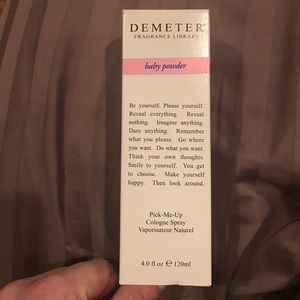 DEMETER®
FRAGRANCE LIBRARY
baby powder
Be yourself. Please yourself.
Reveal everything. Reveal
nothing. Imagine anything.
Dare anything. Remember
what you please. Go where
you want. Do what you want.
Think your own thoughts.
Smile to yourself. You get
to choose. Make yourself
happy. Then look around.
Pick-Me-Up
Cologne Spray
Vaporisateur Naturel
4.0 fl oz ℮ 120ml